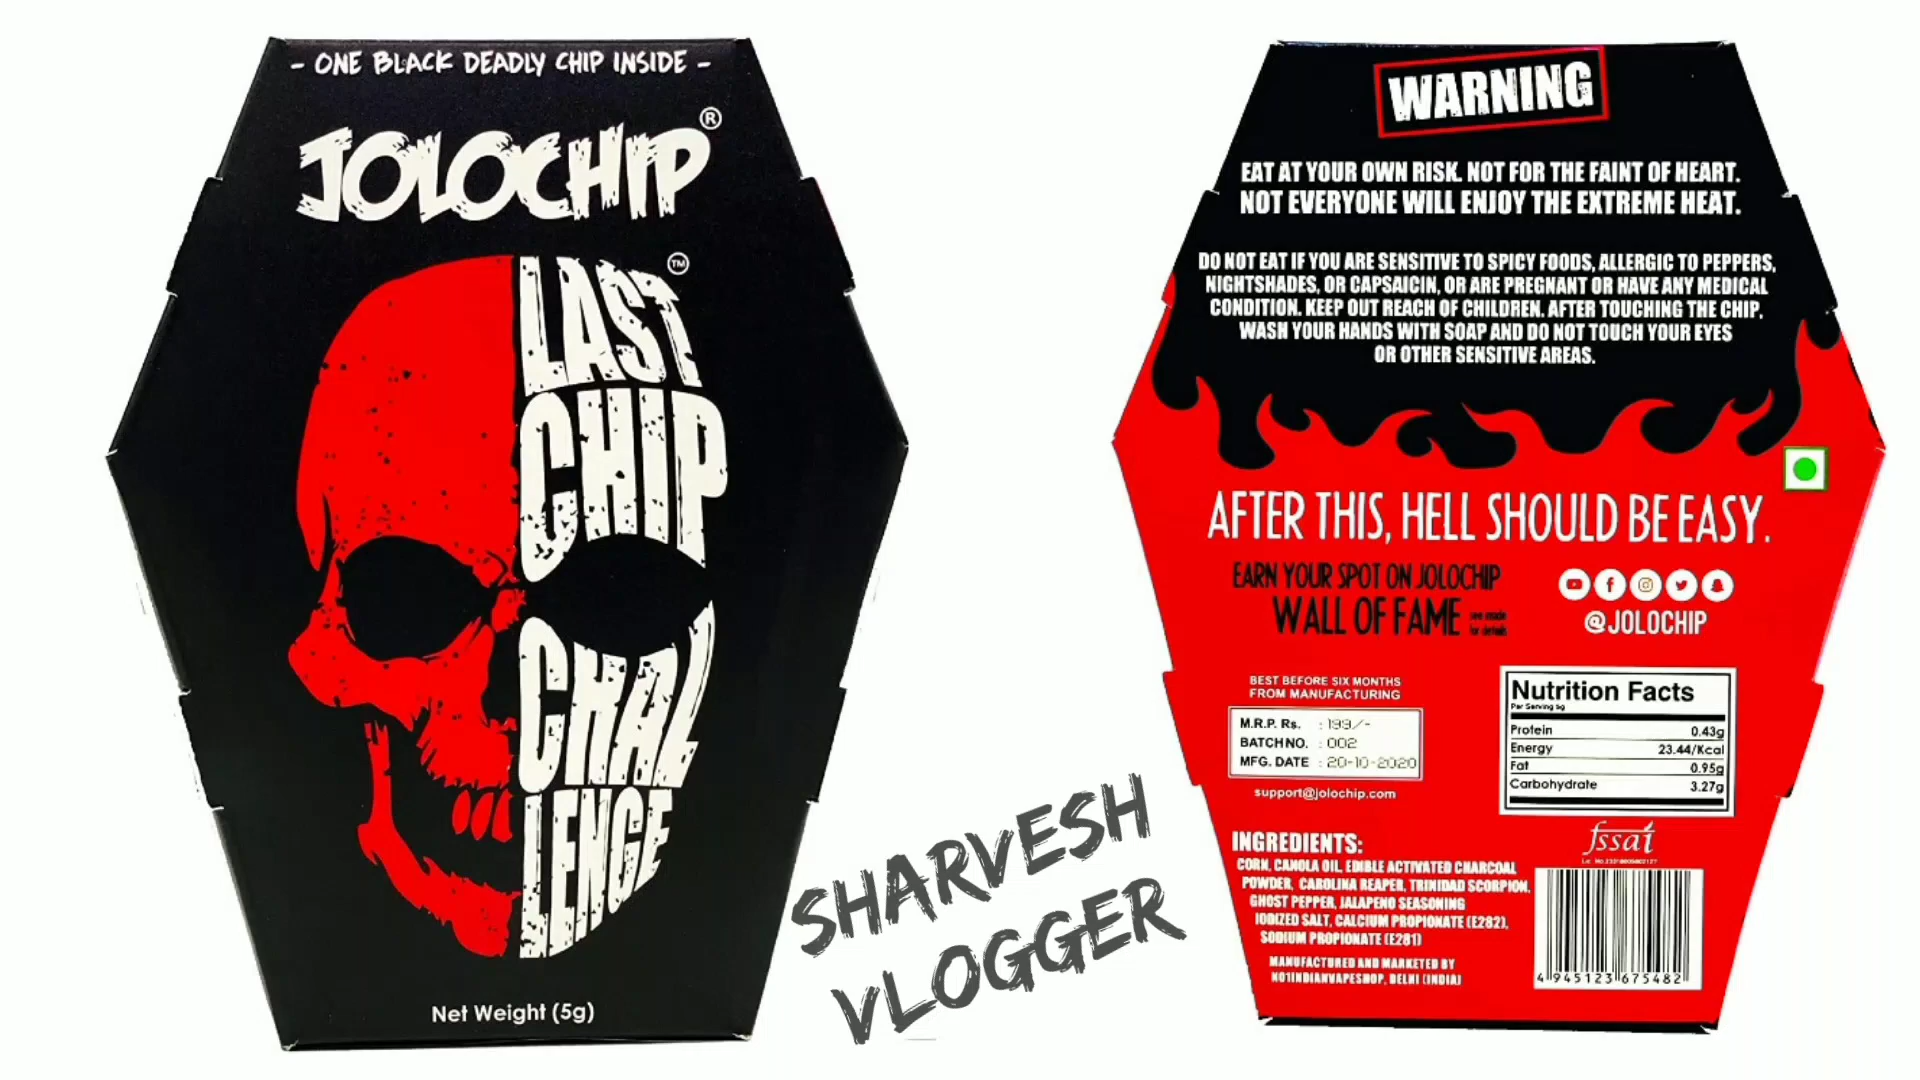 - ONE BLACK DEADLY CHIP INSIDE -
JOLOCHIP®
LAST™
CHIP
CHAL
LENGE
Net Weight (5g)
SHARVESH
VLOGGER
WARNING
EAT AT YOUR OWN RISK. NOT FOR THE FAINT OF HEART.
NOT EVERYONE WILL ENJOY THE EXTREME HEAT.
DO NOT EAT IF YOU ARE SENSITIVE TO SPICY FOODS, ALLERGIC TO PEPPERS,
NIGHTSHADES, OR CAPSAICIN, OR ARE PREGNANT OR HAVE ANY MEDICAL
CONDITION. KEEP OUT REACH OF CHILDREN. AFTER TOUCHING THE CHIP,
WASH YOUR HANDS WITH SOAP AND DO NOT TOUCH YOUR EYES
OR OTHER SENSITIVE AREAS.
AFTER THIS, HELL SHOULD BE EASY.
EARN YOUR SPOT ON JOLOCHIP
WALL OF FAME see inside
for details
@JOLOCHIP
BEST BEFORE SIX MONTHS
FROM MANUFACTURING
M.R.P. Rs. : 199/-
BATCH NO. : 002
MFG. DATE : 20-10-2020
support@jolochip.com
Nutrition Facts
Per Serving 5g
Protein 0.43g
Energy 23.44/Kcal
Fat 0.95g
Carbohydrate 3.27g
fssai
INGREDIENTS:
CORN, CANOLA OIL, EDIBLE ACTIVATED CHARCOAL
POWDER, CAROLINA REAPER, TRINIDAD SCORPION,
GHOST PEPPER, JALAPENO SEASONING
IODIZED SALT, CALCIUM PROPIONATE (E282),
SODIUM PROPIONATE (E281)
MANUFACTURED AND MARKETED BY
NO1INDIANVAPESHOP, DELHI (INDIA)
4 945123 675482